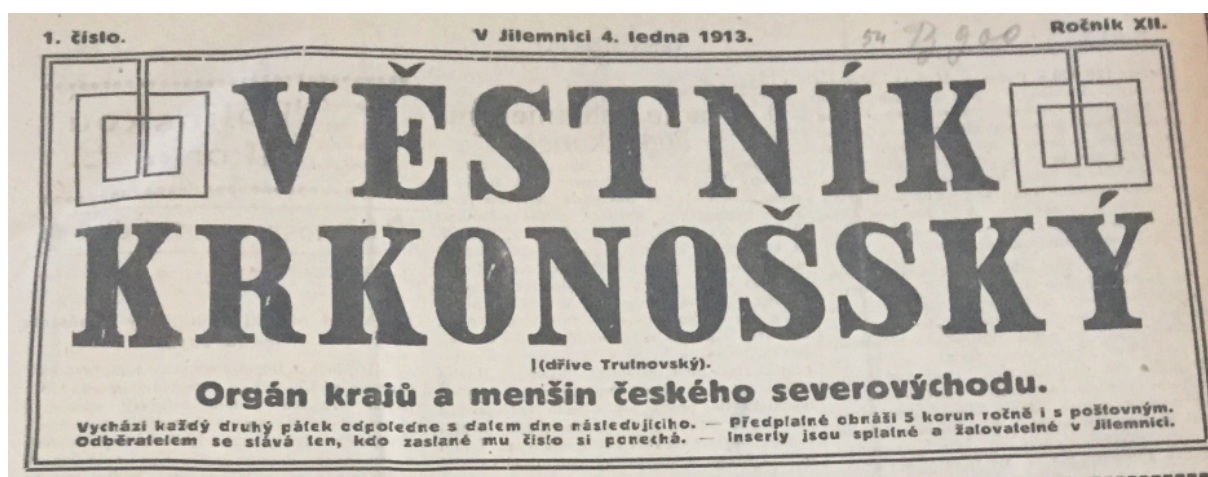 1. číslo. V Jilemnici 4. ledna 1913. Ročník XII.
VĚSTNÍK
KRKONOŠSKÝ
(dříve Trutnovský).
Orgán krajů a menšin českého severovýchodu.
Vychází každý druhý pátek odpoledne s datem dne následujícího. — Předplatné obnáší 5 korun ročně i s poštovným.
Odběratelem se stává ten, kdo zaslané mu číslo si ponechá. — Inserty jsou splatné a žalovatelné v Jilemnici.